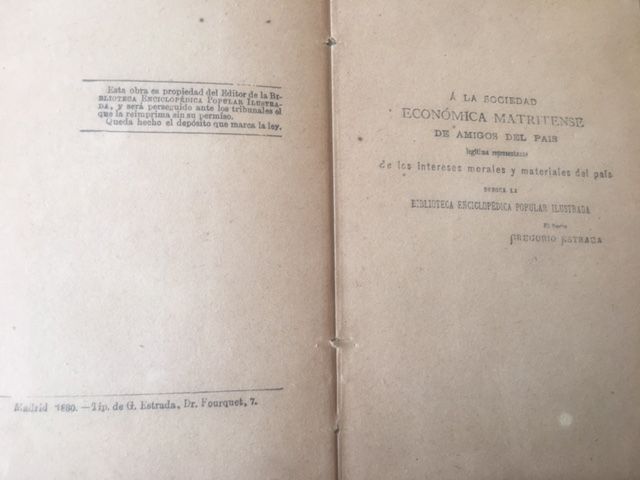 Esta obra es propiedad del Editor de la BI-
BLIOTECA ENCICLOPÉDICA POPULAR ILUSTRA-
DA, y será perseguido ante los tribunales el
que la reimprima sin su permiso.
Queda hecho el depósito que marca la ley.
Madrid 1880.—Tip. de G. Estrada, Dr. Fourquet, 7.
Á LA SOCIEDAD
ECONÓMICA MATRITENSE
DE AMIGOS DEL PAIS
legítima representante
de los intereses morales y materiales del país
DEDICA LA
BIBLIOTECA ENCICLOPÉDICA POPULAR ILUSTRADA
El Socio
GREGORIO ESTRADA